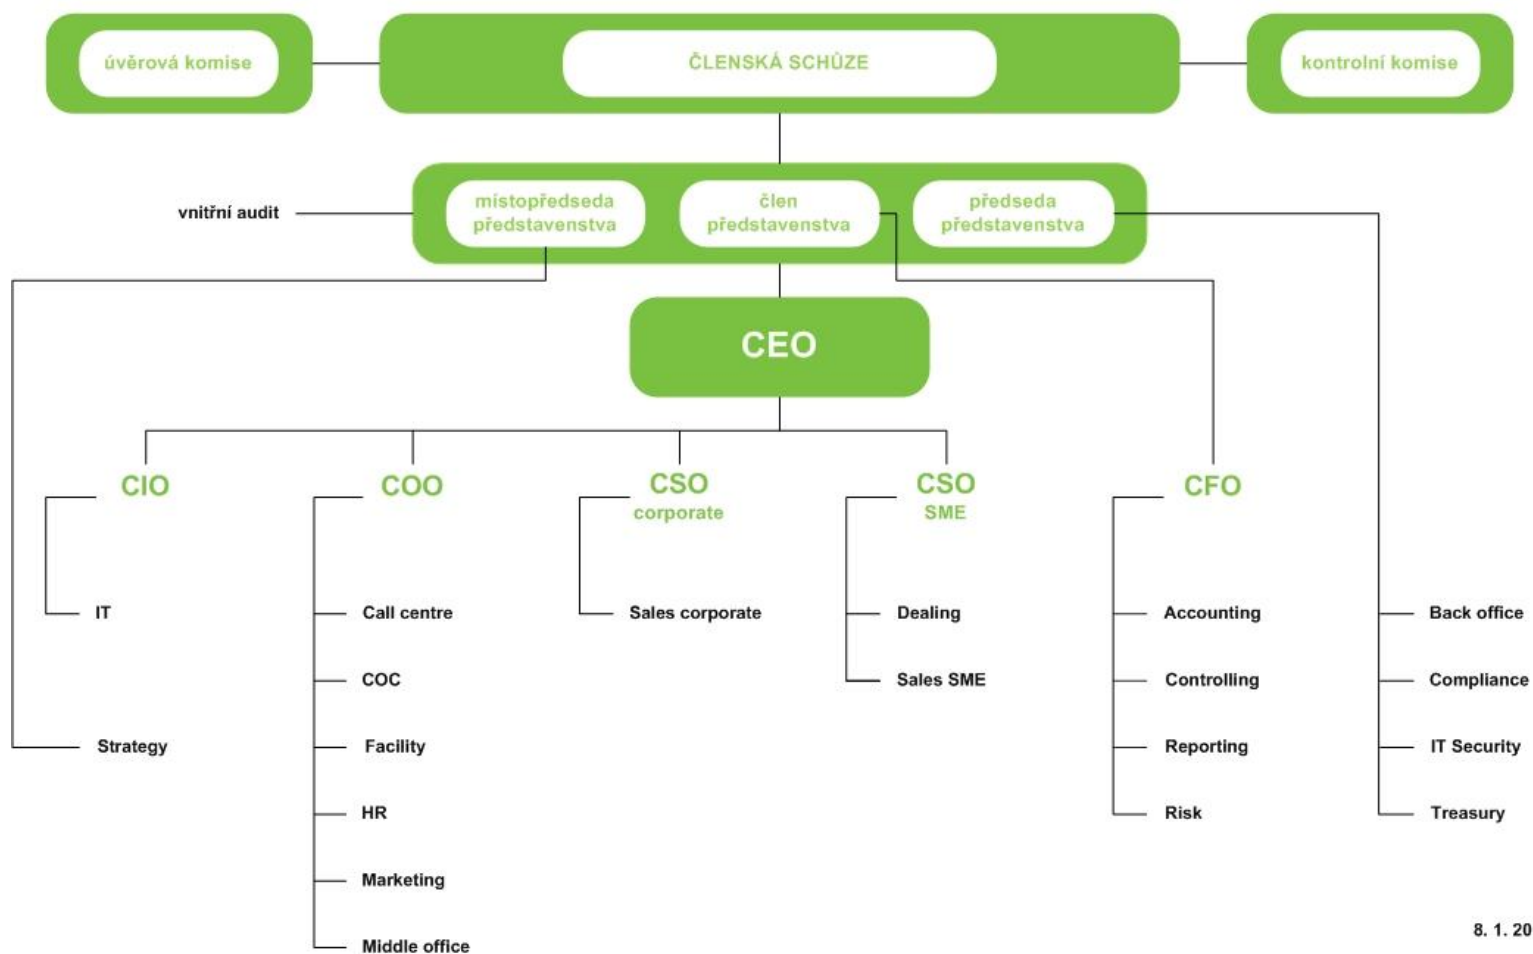 úvěrová komise
ČLENSKÁ SCHŮZE
kontrolní komise
vnitřní audit
místopředseda
představenstva
člen
představenstva
předseda
představenstva
CEO
CIO
COO
CSO
corporate
CSO
SME
CFO
IT
Call centre
Sales corporate
Dealing
Accounting
Back office
COC
Sales SME
Controlling
Compliance
Strategy
Facility
Reporting
IT Security
HR
Risk
Treasury
Marketing
Middle office
8. 1. 20